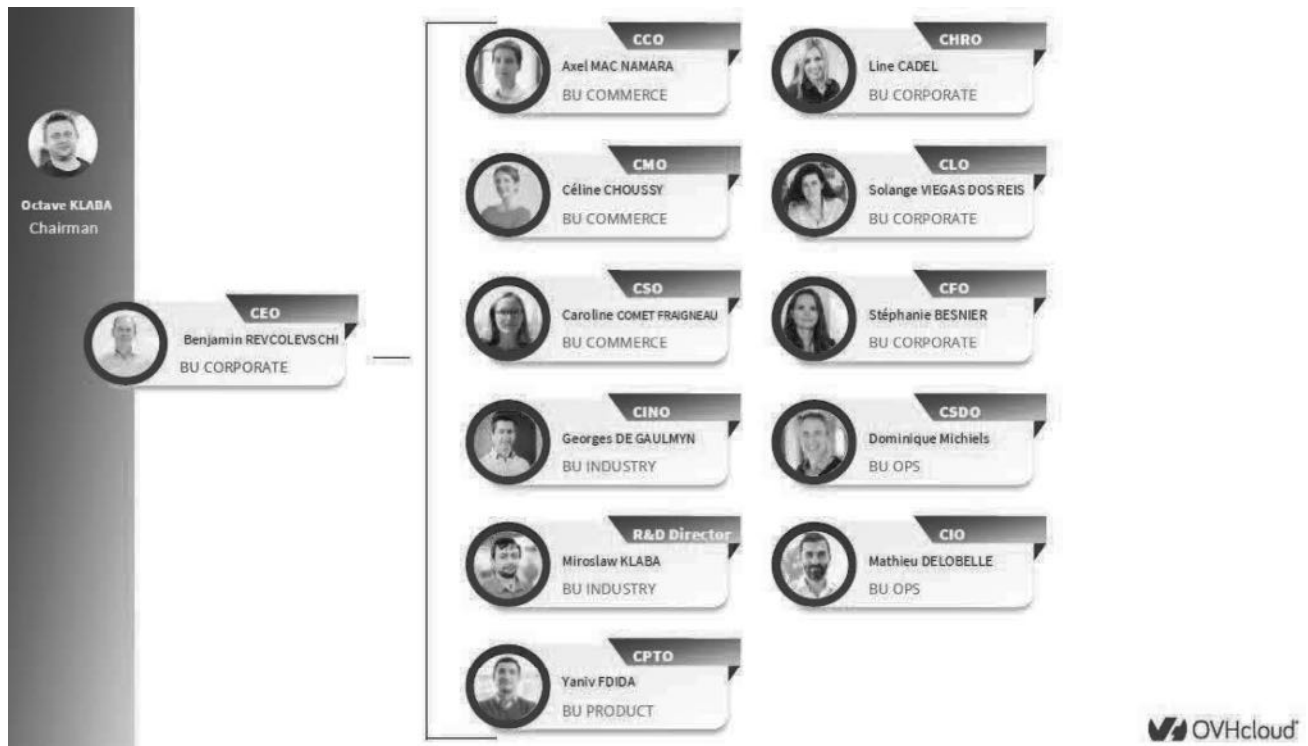 Octave KLABA
Chairman
CEO
Benjamin REVCOLEVSCHI
BU CORPORATE
CCO
Axel MAC NAMARA
BU COMMERCE
CMO
Céline CHOUSSY
BU COMMERCE
CSO
Caroline COMET FRAIGNEAU
BU COMMERCE
CINO
Georges DE GAULMYN
BU INDUSTRY
R&D Director
Miroslaw KLABA
BU INDUSTRY
CPTO
Yaniv FDIDA
BU PRODUCT
CHRO
Line CADEL
BU CORPORATE
CLO
Solange VIEGAS DOS REIS
BU CORPORATE
CFO
Stéphanie BESNIER
BU CORPORATE
CSDO
Dominique Michiels
BU OPS
CIO
Mathieu DELOBELLE
BU OPS
OVHcloud